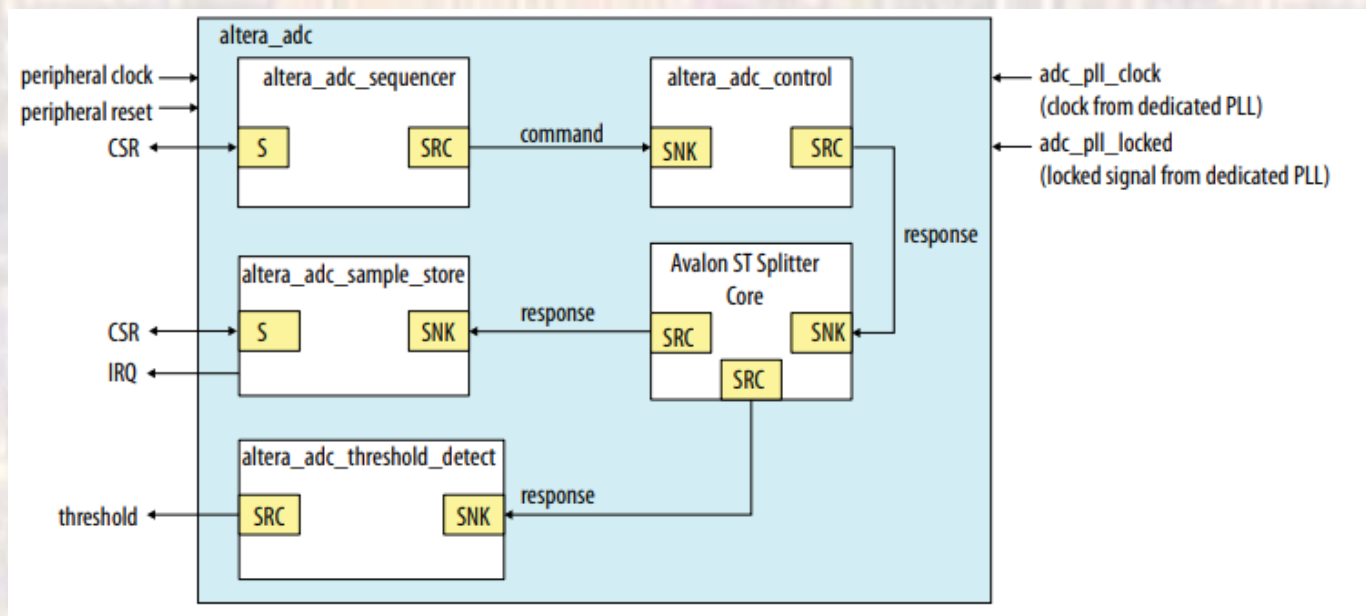 altera_adc
peripheral clock
peripheral reset
altera_adc_sequencer
CSR
S
SRC
command
altera_adc_control
SNK
SRC
adc_pll_clock
(clock from dedicated PLL)
adc_pll_locked
(locked signal from dedicated PLL)
response
altera_adc_sample_store
CSR
S
SNK
IRQ
response
Avalon ST Splitter
Core
SRC
SNK
SRC
altera_adc_threshold_detect
threshold
SRC
SNK
response